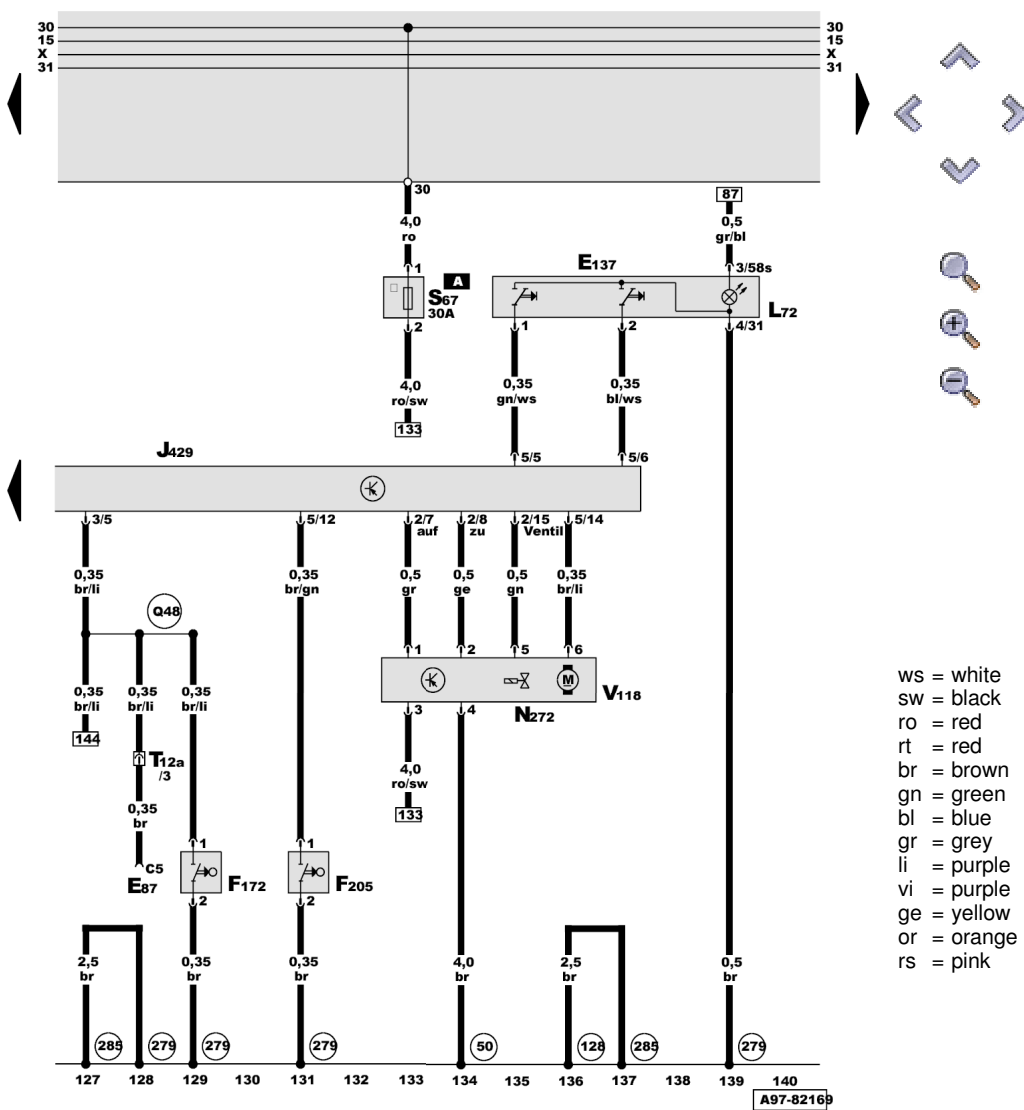 30 30
15 15
X X
31 31
30 87
4,0 0,5
ro gr/bl
E137
1 3/58s
A
S67
30A
L72
2 1 2 4/31
4,0 0,35 0,35
ro/sw gn/ws bl/ws
133
J429
5/5 5/6
3/5 5/12 2/7 2/8 2/15 5/14
auf zu Ventil
0,35 0,35 0,5 0,5 0,5 0,35
br/li br/gn gr ge gn br/li
Q48
1 2 5 6
M
V118
N272
3 4
0,35 0,35 0,35
br/li br/li br/li
144
T12a
/3
4,0
ro/sw
133
0,35
br
1 1
C5
E87
F172 F205
2 2
2,5 0,35 0,35 4,0 2,5 0,5
br br br br br br
285 279 279 279 50 128 285 279
127 128 129 130 131 132 133 134 135 136 137 138 139 140
A97-82169
ws = white
sw = black
ro = red
rt = red
br = brown
gn = green
bl = blue
gr = grey
li = purple
vi = purple
ge = yellow
or = orange
rs = pink